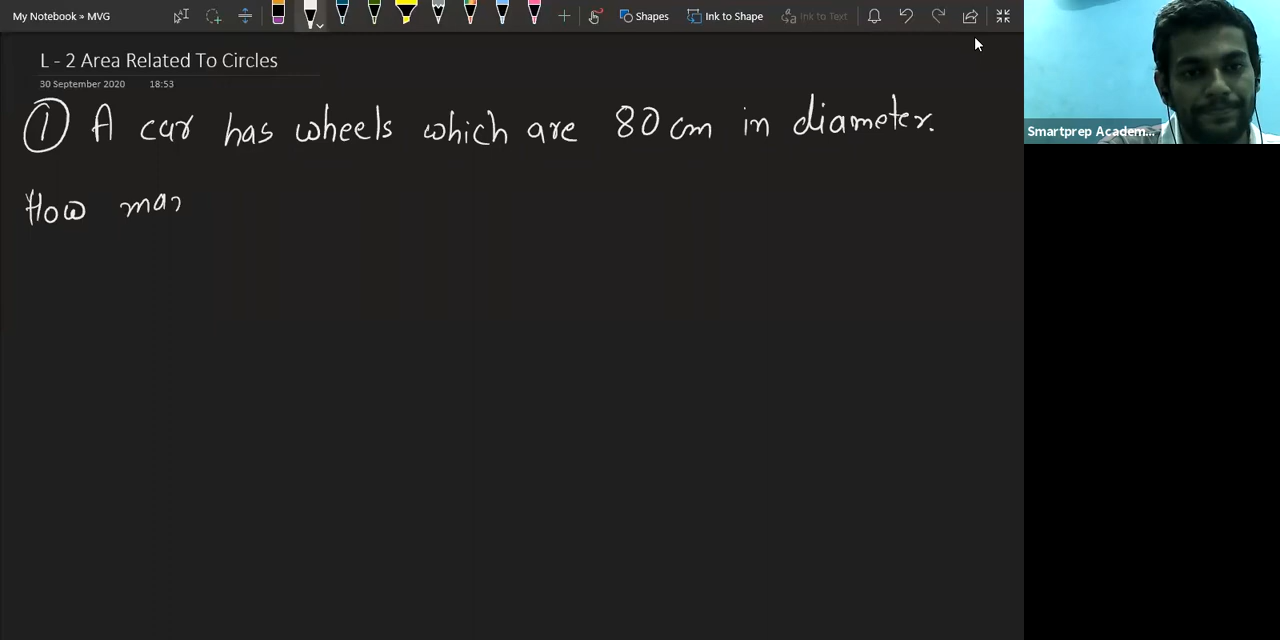 My Notebook » MVG
Shapes
Ink to Shape
Ink to Text
L - 2 Area Related To Circles
30 September 2020 18:53
① A car has wheels which are 80 cm in diameter.
How man
Smartprep Academ...